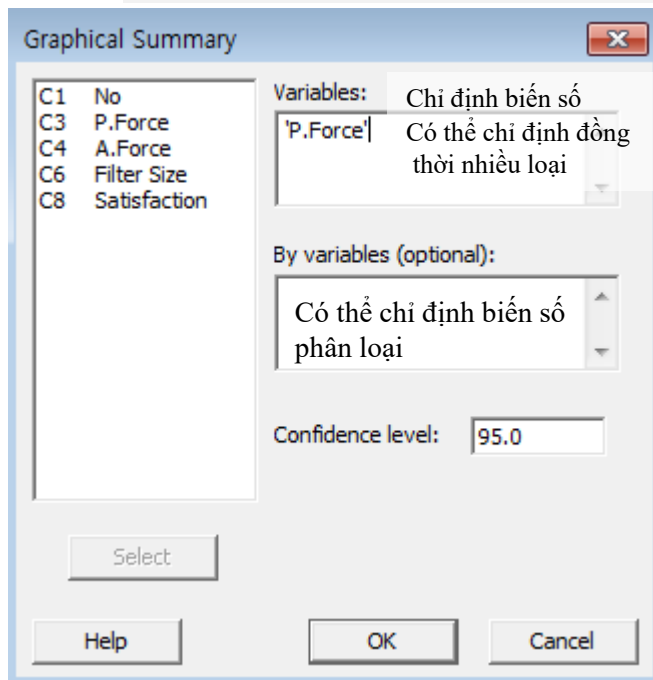 Graphical Summary
C1 No
C3 P.Force
C4 A.Force
C6 Filter Size
C8 Satisfaction
Variables:
Chỉ định biến số
'P.Force'
Có thể chỉ định đồng
thời nhiều loại
By variables (optional):
Có thể chỉ định biến số
phân loại
Confidence level: 95.0
Select
Help OK Cancel